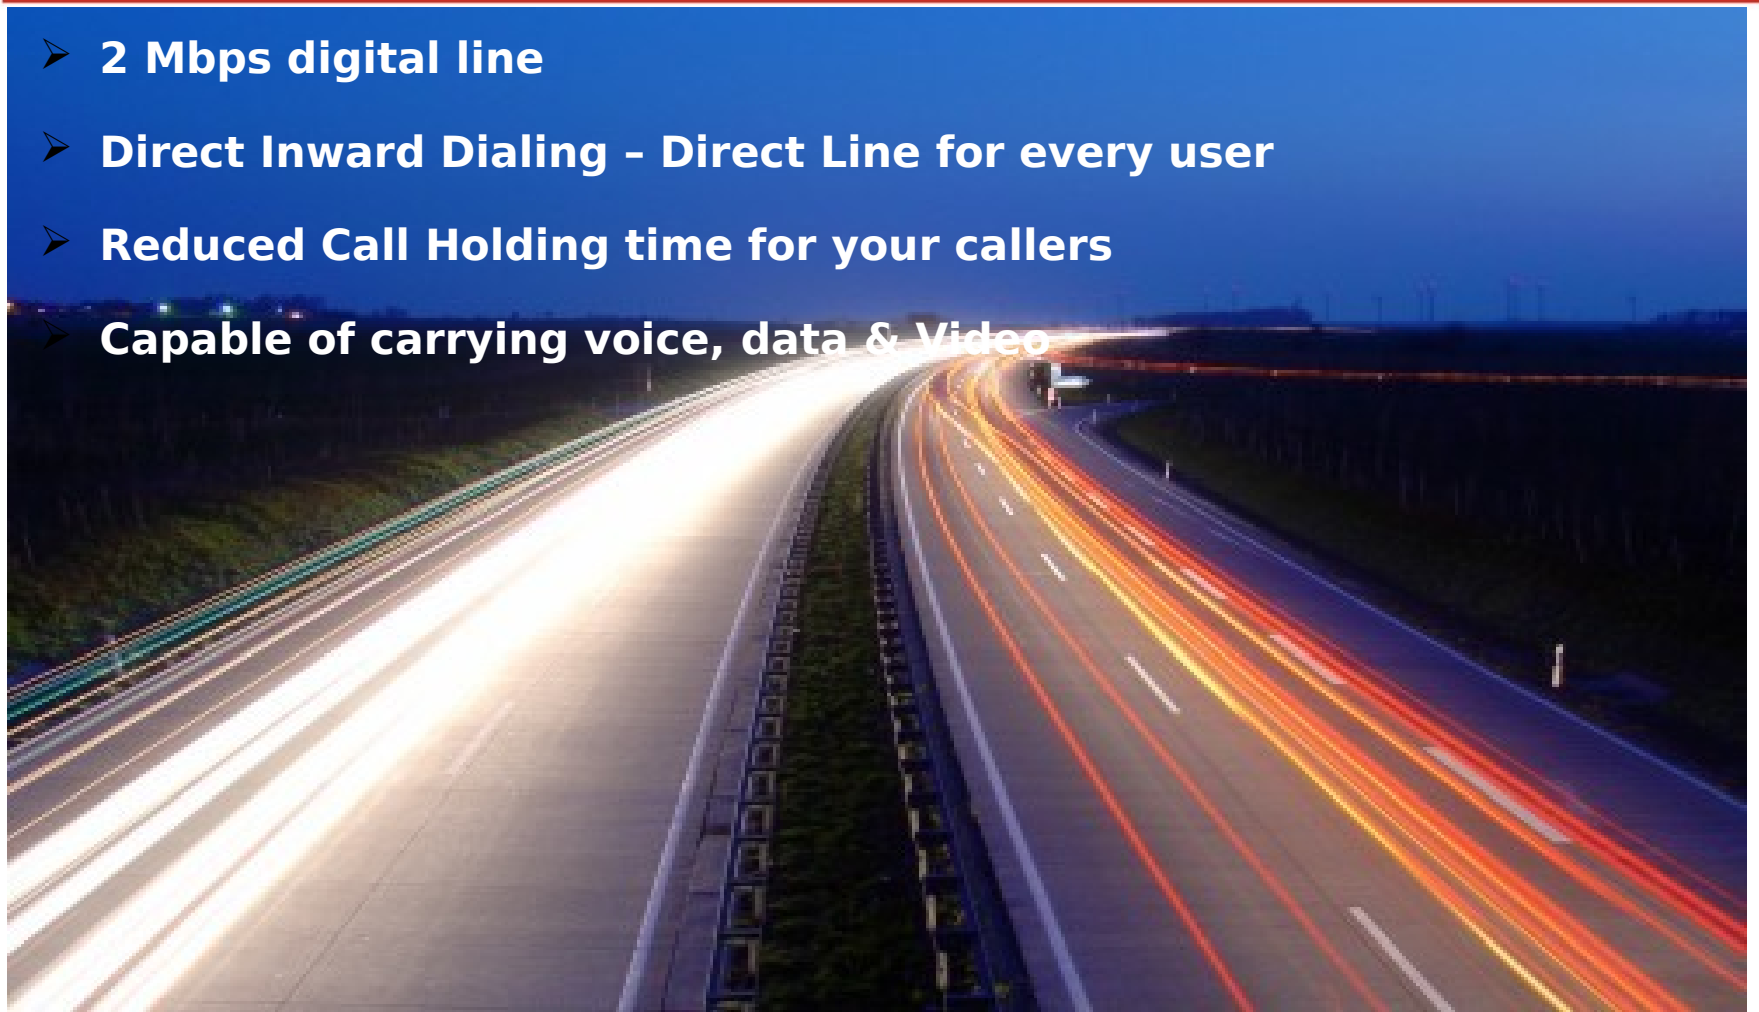 ➢ 2 Mbps digital line
➢ Direct Inward Dialing – Direct Line for every user
➢ Reduced Call Holding time for your callers
➢ Capable of carrying voice, data & Video